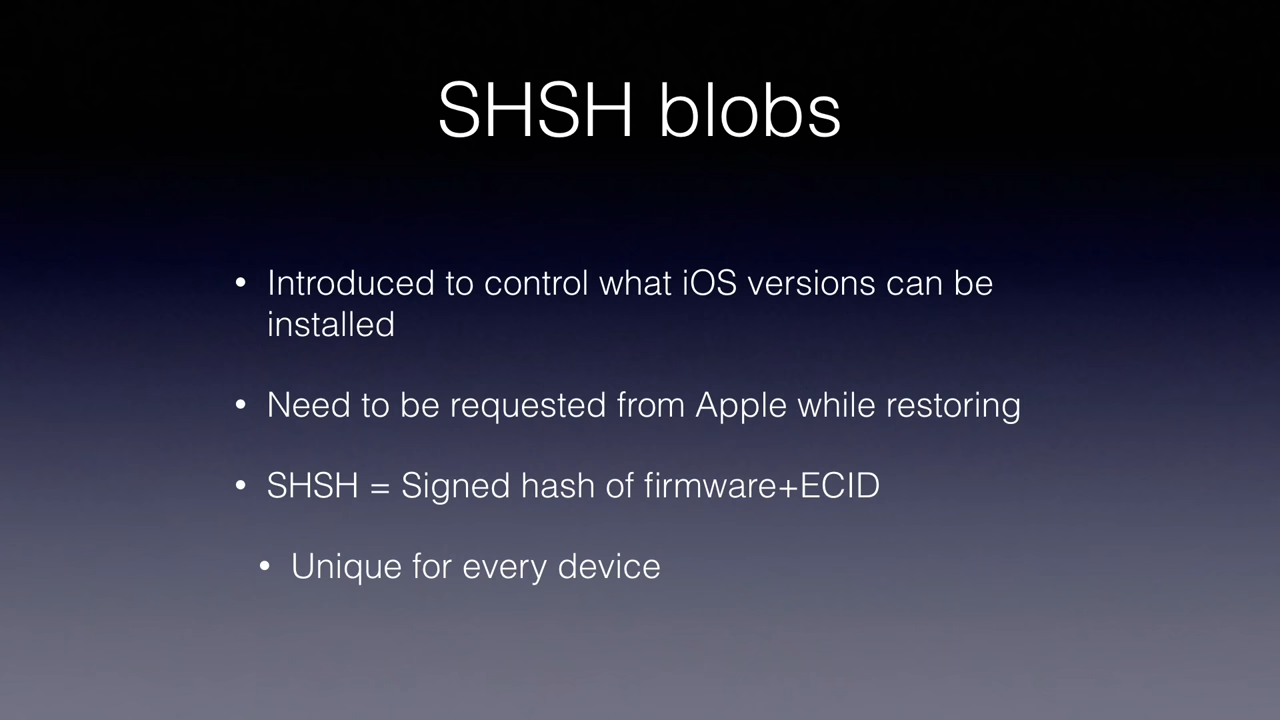 SHSH blobs
• Introduced to control what iOS versions can be
installed
• Need to be requested from Apple while restoring
• SHSH = Signed hash of firmware+ECID
• Unique for every device